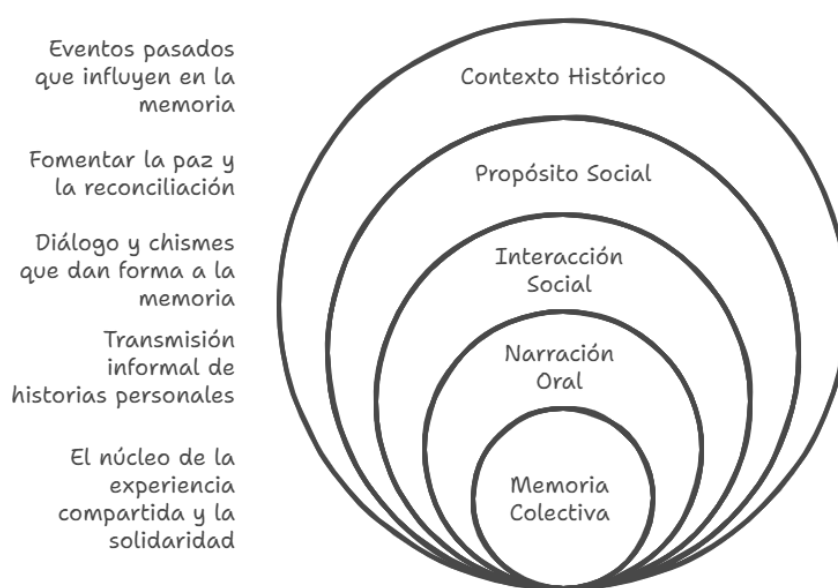 Eventos pasados
que influyen en la
memoria
Contexto Histórico
Fomentar la paz y
la reconciliación
Propósito Social
Diálogo y chismes
que dan forma a la
memoria
Interacción
Social
Transmisión
informal de
historias personales
Narración
Oral
El núcleo de la
experiencia
compartida y la
solidaridad
Memoria
Colectiva